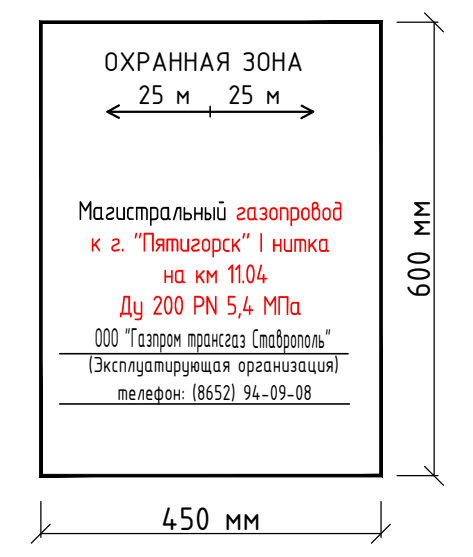 ОХРАННАЯ ЗОНА
25 м 25 м
Магистральный газопровод
к г. "Пятигорск" I нитка
на км 11.04
Ду 200 PN 5,4 МПа
ООО "Газпром трансгаз Ставрополь"
(Эксплуатирующая организация)
телефон: (8652) 94-09-08
600 мм
450 мм